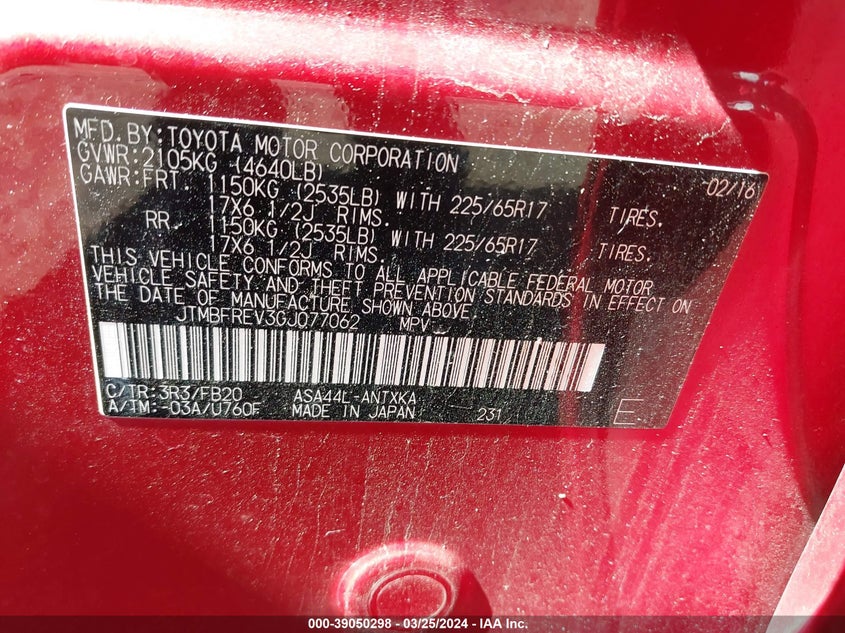 MFD. BY: TOYOTA MOTOR CORPORATION 02/16
GVWR: 2105KG (4640LB)
GAWR: FRT. 1150KG (2535LB) WITH 225/65R17 TIRES.
17X6 1/2J RIMS.
RR. 1150KG (2535LB) WITH 225/65R17 TIRES.
17X6 1/2J RIMS.
THIS VEHICLE CONFORMS TO ALL APPLICABLE FEDERAL MOTOR
VEHICLE SAFETY AND THEFT PREVENTION STANDARDS IN EFFECT ON
THE DATE OF MANUFACTURE SHOWN ABOVE.
JTMBFREV3GJ077062 MPV
C/TR: 3R3/FB20 ASA44L-ANTXKA
A/TM: -03A/U760F MADE IN JAPAN 231 E
000-39050298 - 03/25/2024 - IAA Inc.